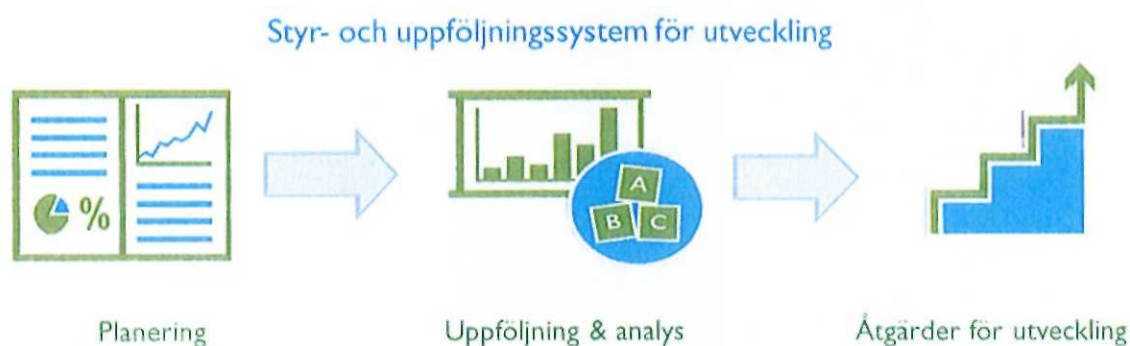 Styr- och uppföljningssystem för utveckling
%
A
B C
Planering
Uppföljning & analys
Åtgärder för utveckling